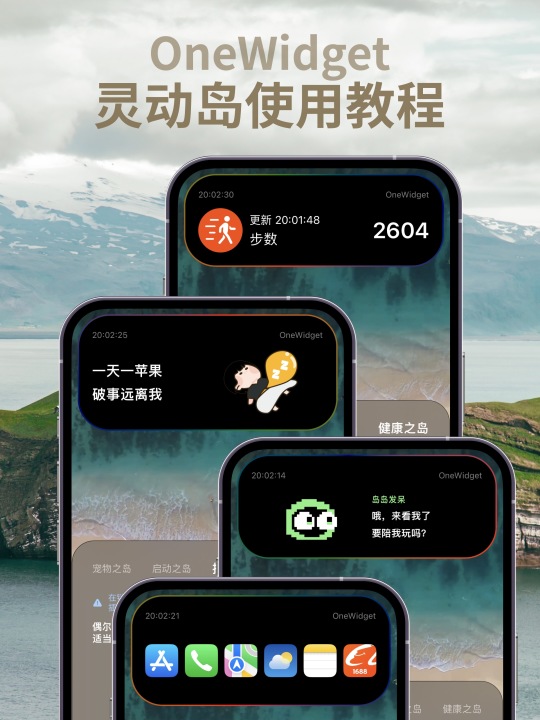 OneWidget
灵动岛使用教程
20:02:30
OneWidget
更新 20:01:48
步数
2604
20:02:25
OneWidget
一天一苹果
破事远离我
健康之岛
20:02:14
OneWidget
岛岛发呆
哦，来看我了
要陪我玩吗?
宠物之岛
启动之岛
偶尔
适当
20:02:21
OneWidget
1688
之岛
健康之岛